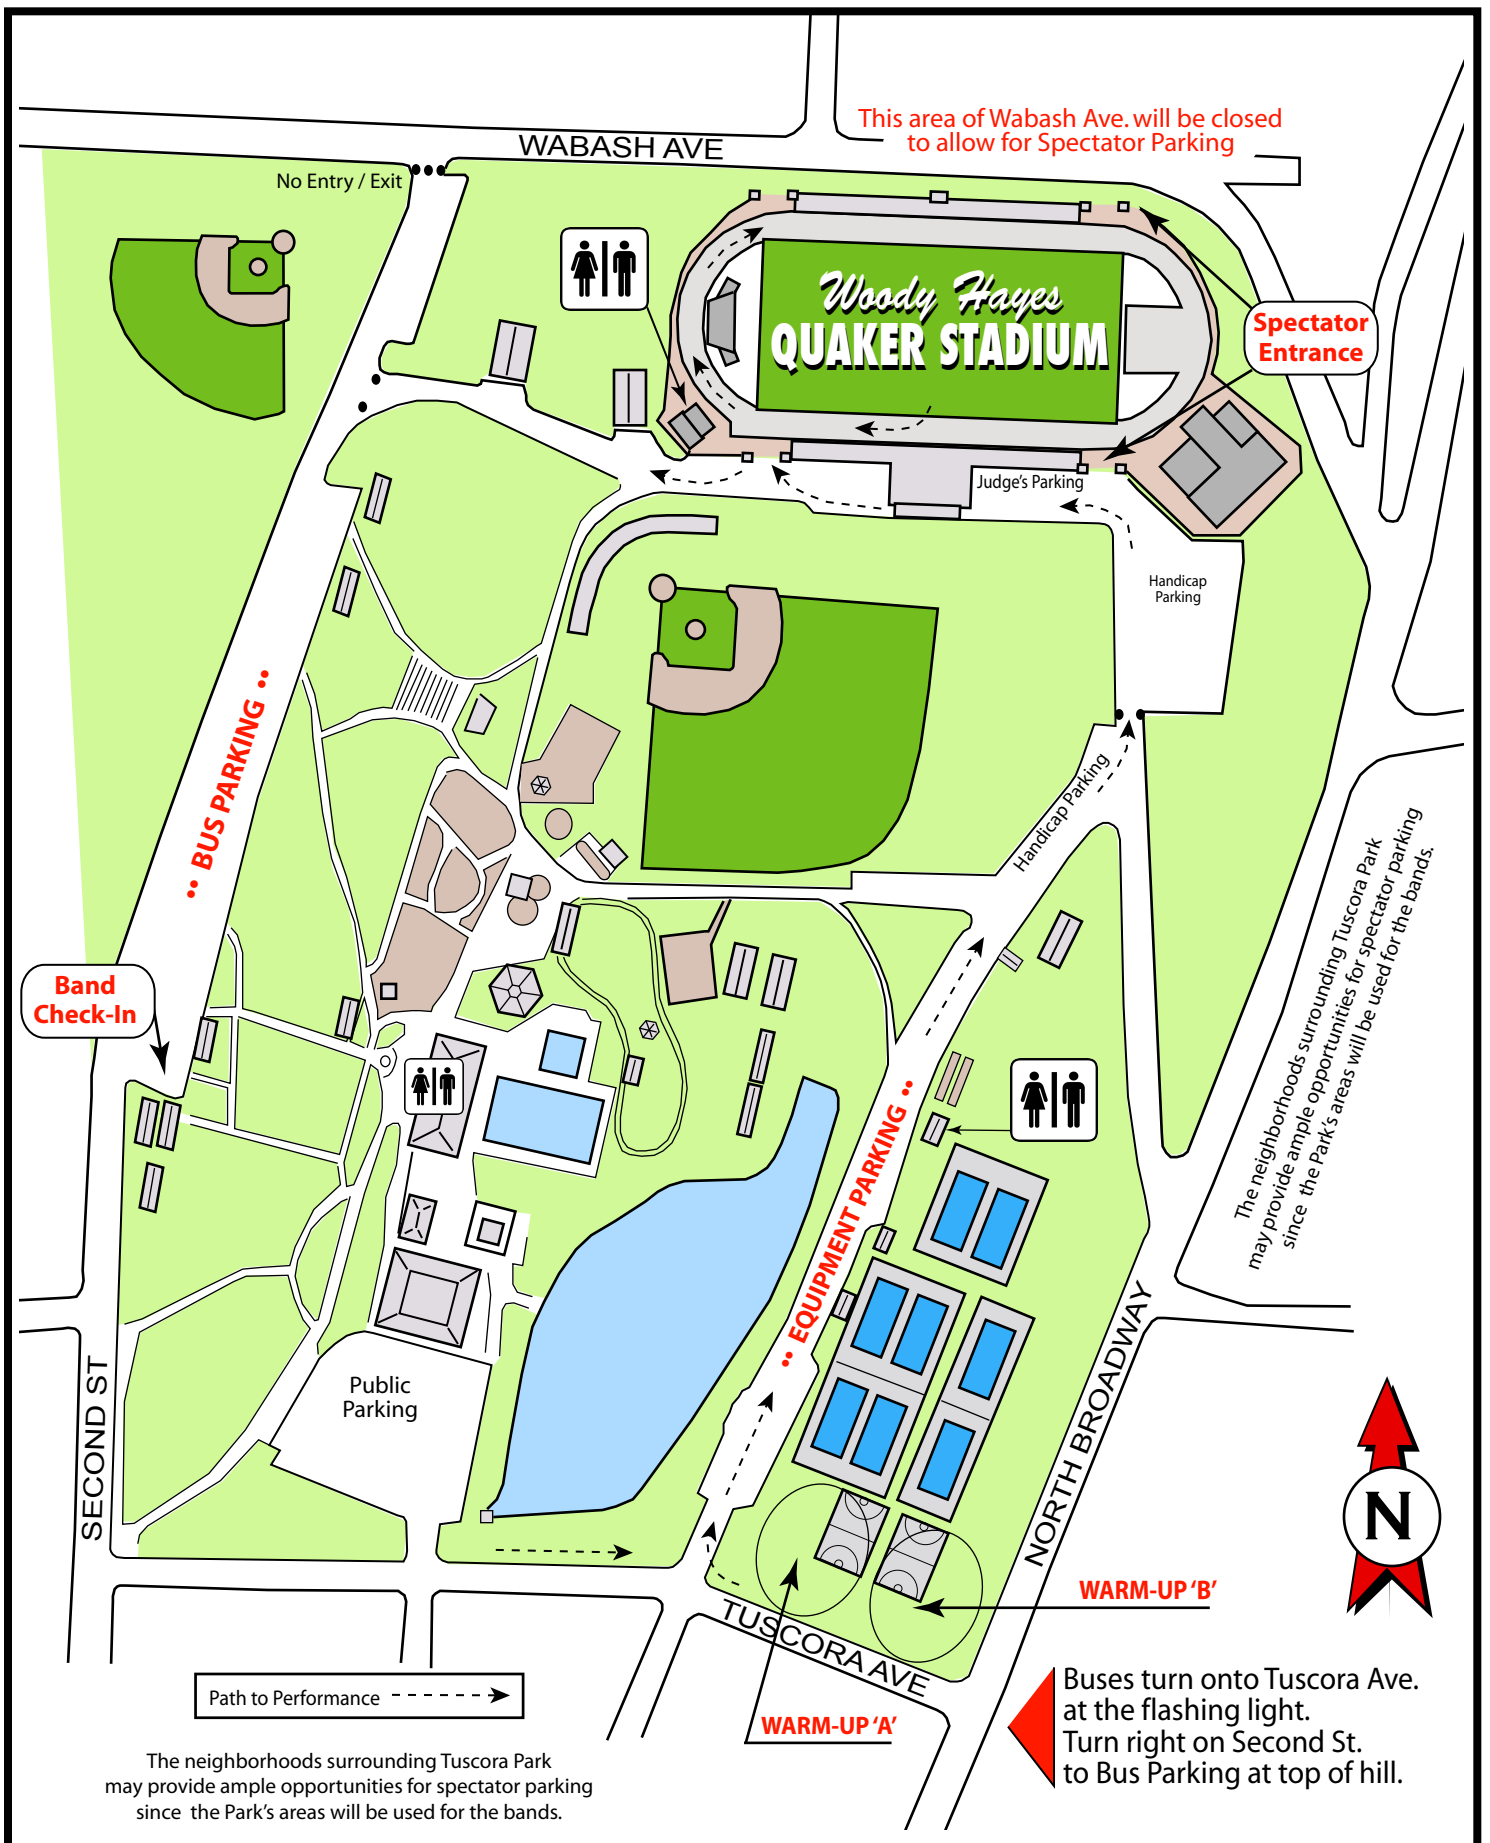 WABASH AVE
This area of Wabash Ave. will be closed
to allow for Spectator Parking
No Entry / Exit
Woody Hayes
QUAKER STADIUM
Spectator
Entrance
Judge's Parking
Handicap
Parking
•• BUS PARKING ••
Handicap Parking
The neighborhoods surrounding Tuscora Park
may provide ample opportunities for spectator parking
since the Park's areas will be used for the bands.
Band
Check-In
•• EQUIPMENT PARKING ••
Public
Parking
SECOND ST
NORTH BROADWAY
N
WARM-UP 'B'
TUSCORA AVE
WARM-UP 'A'
Path to Performance
Buses turn onto Tuscora Ave.
at the flashing light.
Turn right on Second St.
to Bus Parking at top of hill.
The neighborhoods surrounding Tuscora Park
may provide ample opportunities for spectator parking
since the Park's areas will be used for the bands.